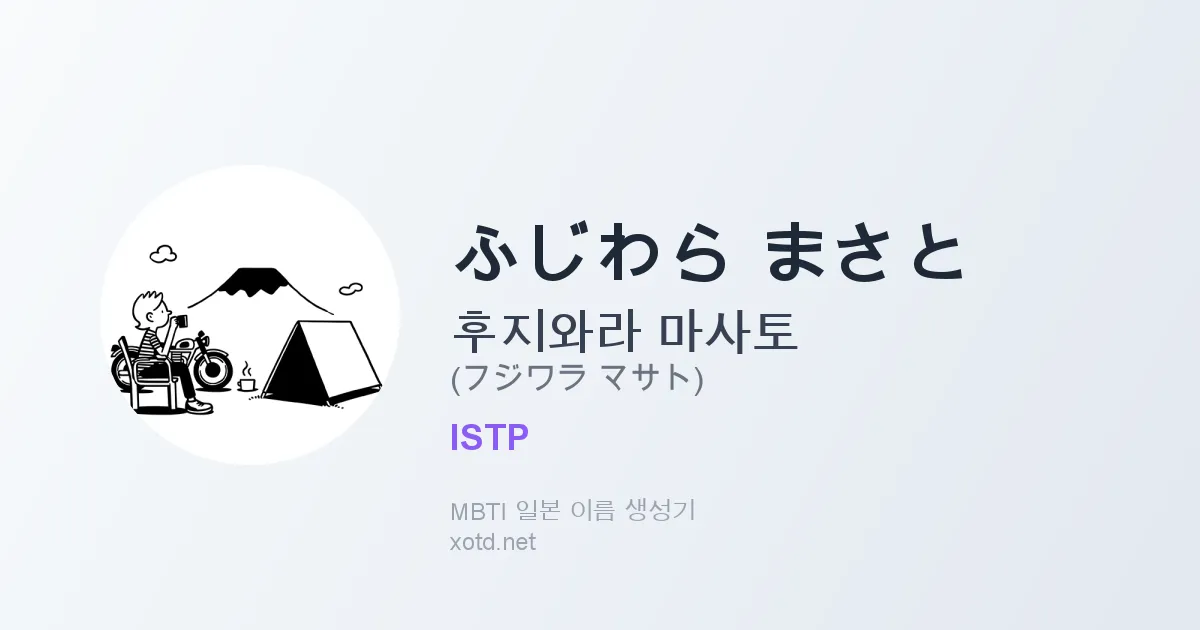 ふじわら まさと
후지와라 마사토
(フジワラ マサト)
ISTP
MBTI 일본 이름 생성기
xotd.net